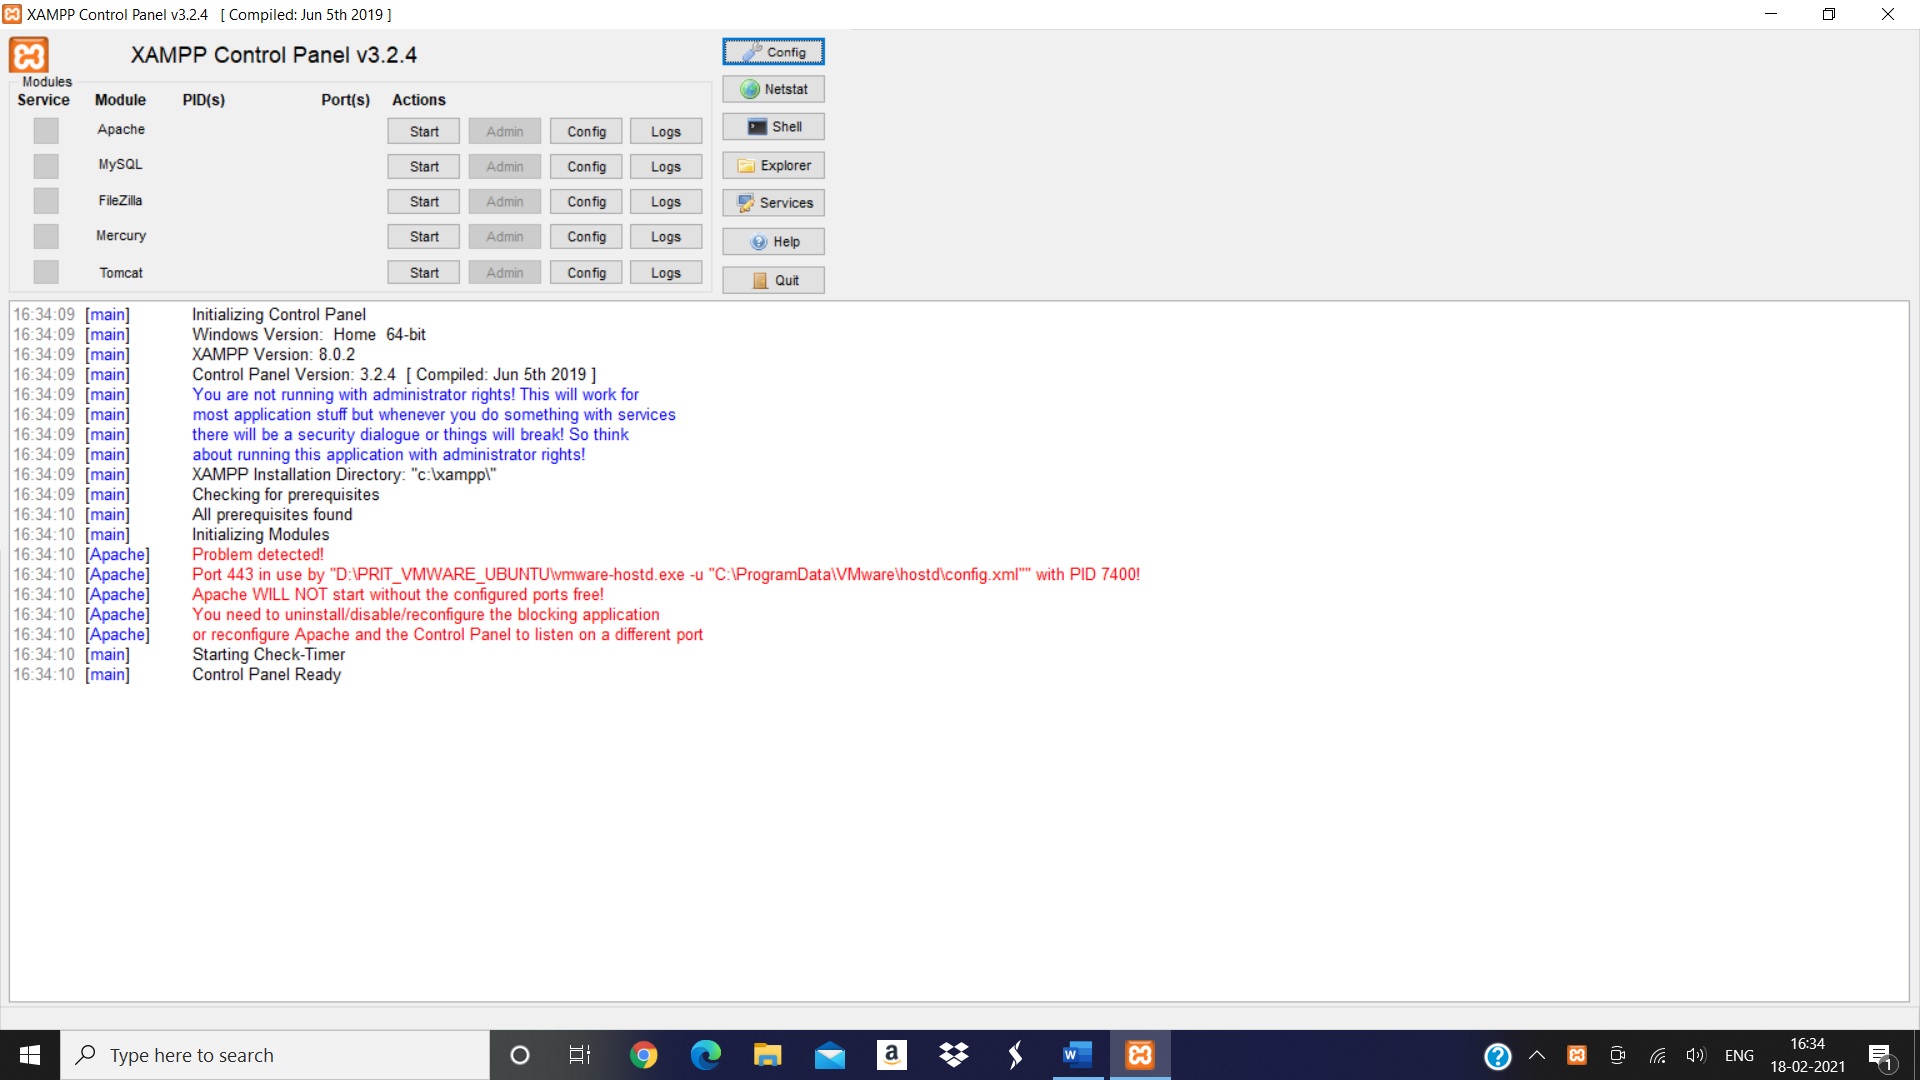 XAMPP Control Panel v3.2.4 [ Compiled: Jun 5th 2019 ]
XAMPP Control Panel v3.2.4
Config
Netstat
Shell
Explorer
Services
Help
Quit
Modules
Service Module PID(s) Port(s) Actions
Apache Start Admin Config Logs
MySQL Start Admin Config Logs
FileZilla Start Admin Config Logs
Mercury Start Admin Config Logs
Tomcat Start Admin Config Logs
16:34:09 [main] Initializing Control Panel
16:34:09 [main] Windows Version: Home 64-bit
16:34:09 [main] XAMPP Version: 8.0.2
16:34:09 [main] Control Panel Version: 3.2.4 [ Compiled: Jun 5th 2019 ]
16:34:09 [main] You are not running with administrator rights! This will work for
16:34:09 [main] most application stuff but whenever you do something with services
16:34:09 [main] there will be a security dialogue or things will break! So think
16:34:09 [main] about running this application with administrator rights!
16:34:09 [main] XAMPP Installation Directory: "c:\xampp\"
16:34:09 [main] Checking for prerequisites
16:34:10 [main] All prerequisites found
16:34:10 [main] Initializing Modules
16:34:10 [Apache] Problem detected!
16:34:10 [Apache] Port 443 in use by "D:\PRIT_VMWARE_UBUNTU\vmware-hostd.exe -u "C:\ProgramData\VMware\hostd\config.xml"" with PID 7400!
16:34:10 [Apache] Apache WILL NOT start without the configured ports free!
16:34:10 [Apache] You need to uninstall/disable/reconfigure the blocking application
16:34:10 [Apache] or reconfigure Apache and the Control Panel to listen on a different port
16:34:10 [main] Starting Check-Timer
16:34:10 [main] Control Panel Ready
Type here to search
ENG
16:34
18-02-2021
1